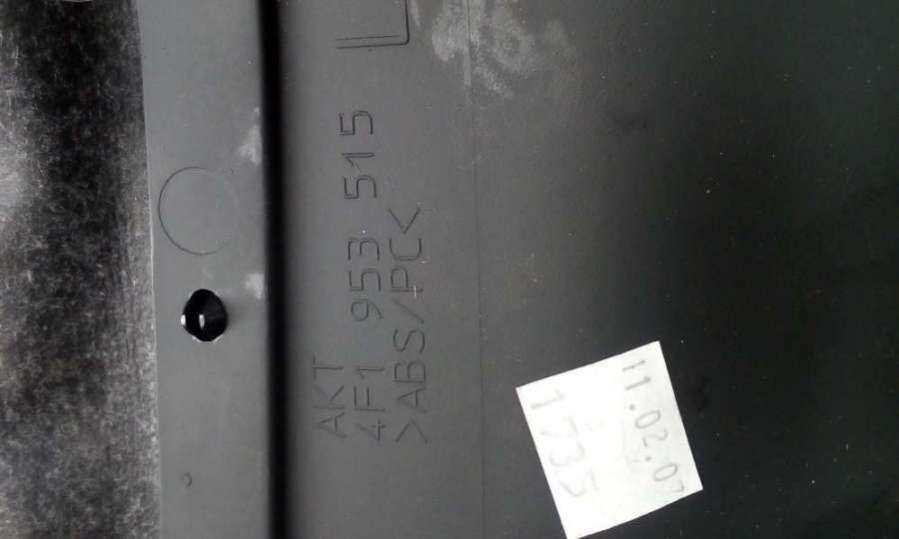 AKT
4F1 953 515
>ABS/PC<
11.02.07
1735